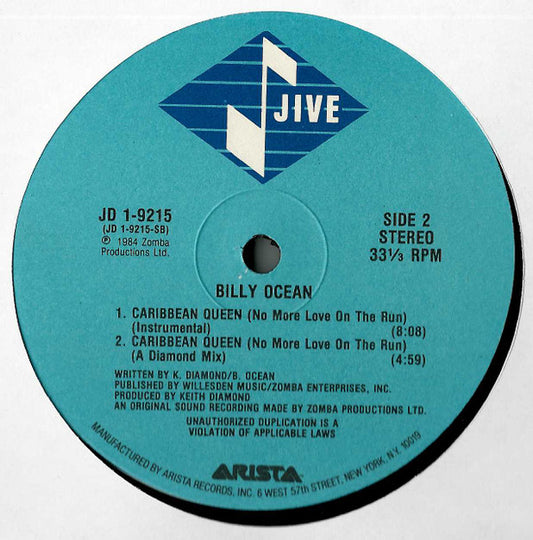 JIVE
JD 1-9215
(JD 1-9215-SB)
℗ 1984 Zomba
Productions Ltd.
SIDE 2
STEREO
33⅓ RPM
BILLY OCEAN
1. CARIBBEAN QUEEN (No More Love On The Run)
(Instrumental) (8:08)
2. CARIBBEAN QUEEN (No More Love On The Run)
(A Diamond Mix) (4:59)
WRITTEN BY K. DIAMOND/B. OCEAN
PUBLISHED BY WILLESDEN MUSIC/ZOMBA ENTERPRISES, INC.
PRODUCED BY KEITH DIAMOND
AN ORIGINAL SOUND RECORDING MADE BY ZOMBA PRODUCTIONS LTD.
UNAUTHORIZED DUPLICATION IS A
VIOLATION OF APPLICABLE LAWS
ARISTA
MANUFACTURED BY ARISTA RECORDS, INC. 6 WEST 57th STREET, NEW YORK, N.Y. 10019